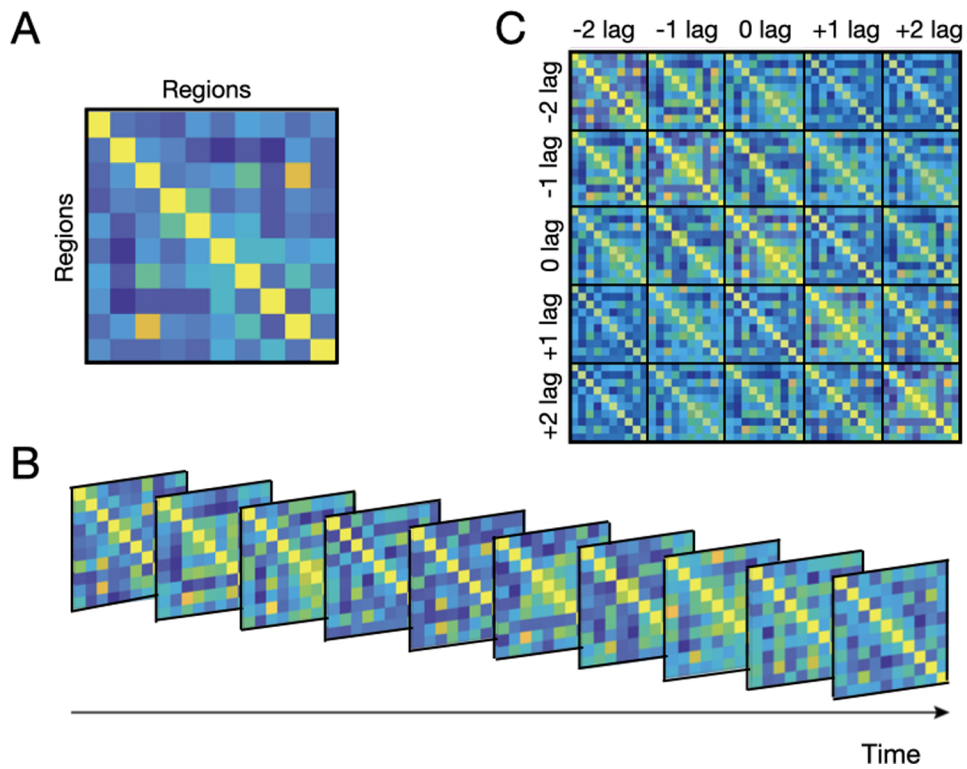 A
Regions
Regions
C
-2 lag -1 lag 0 lag +1 lag +2 lag
-2 lag
-1 lag
0 lag
+1 lag
+2 lag
B
Time